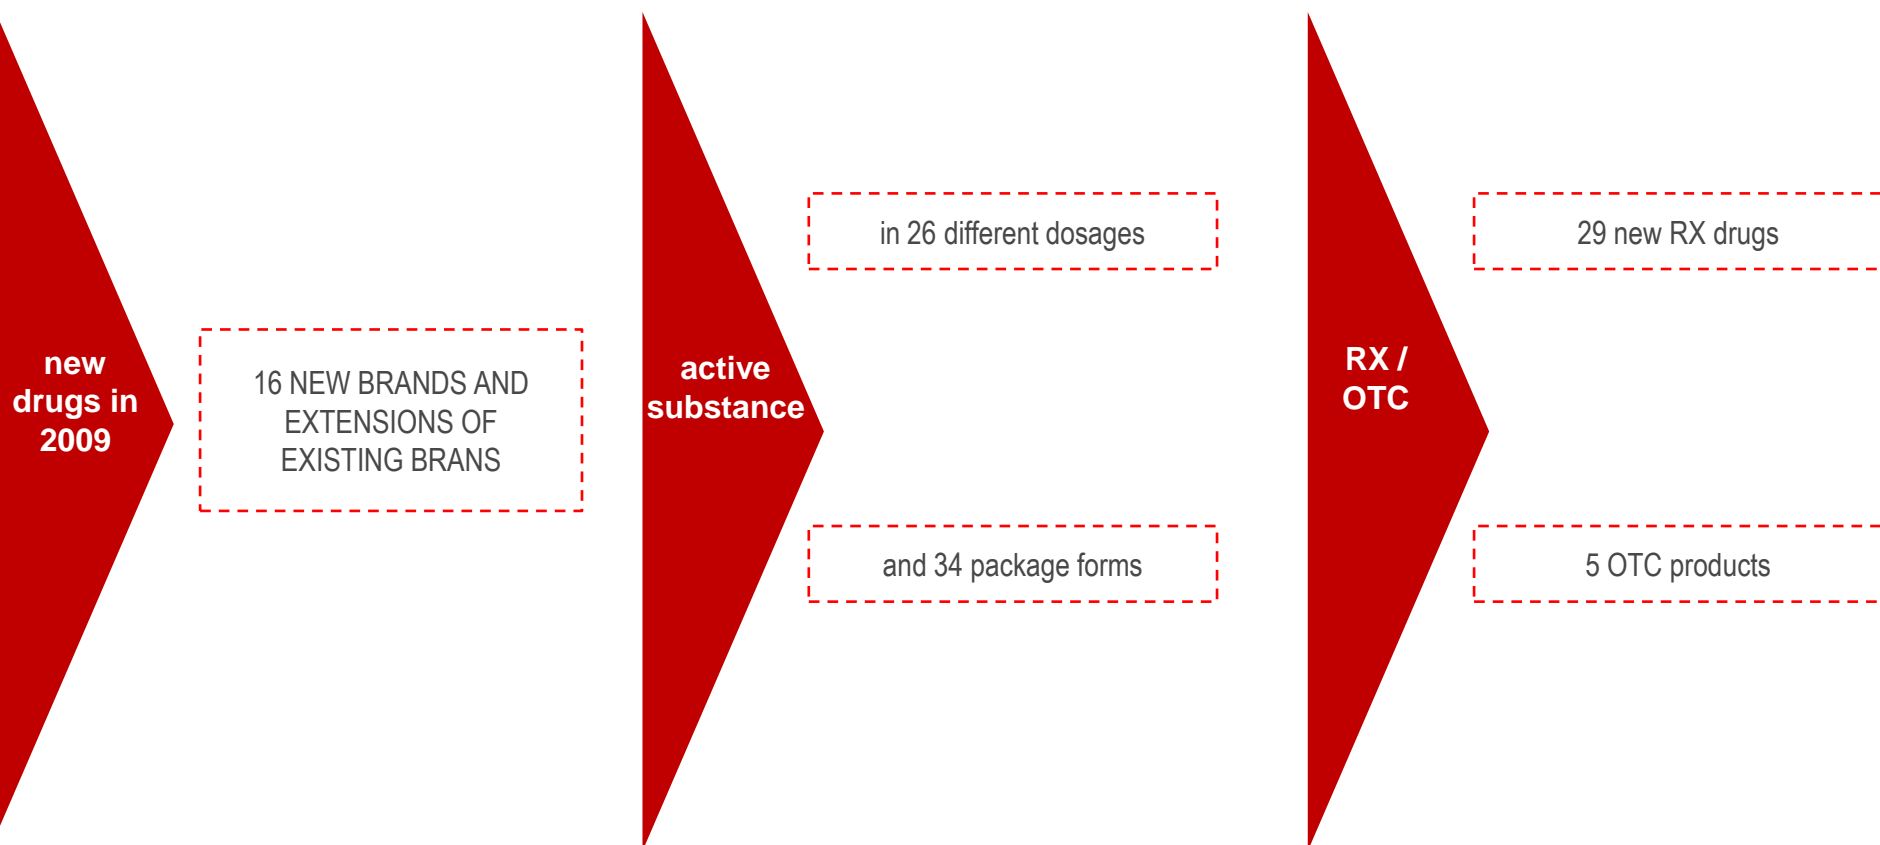 new
drugs in
2009
16 NEW BRANDS AND
EXTENSIONS OF
EXISTING BRANS
active
substance
in 26 different dosages
and 34 package forms
RX /
OTC
29 new RX drugs
5 OTC products